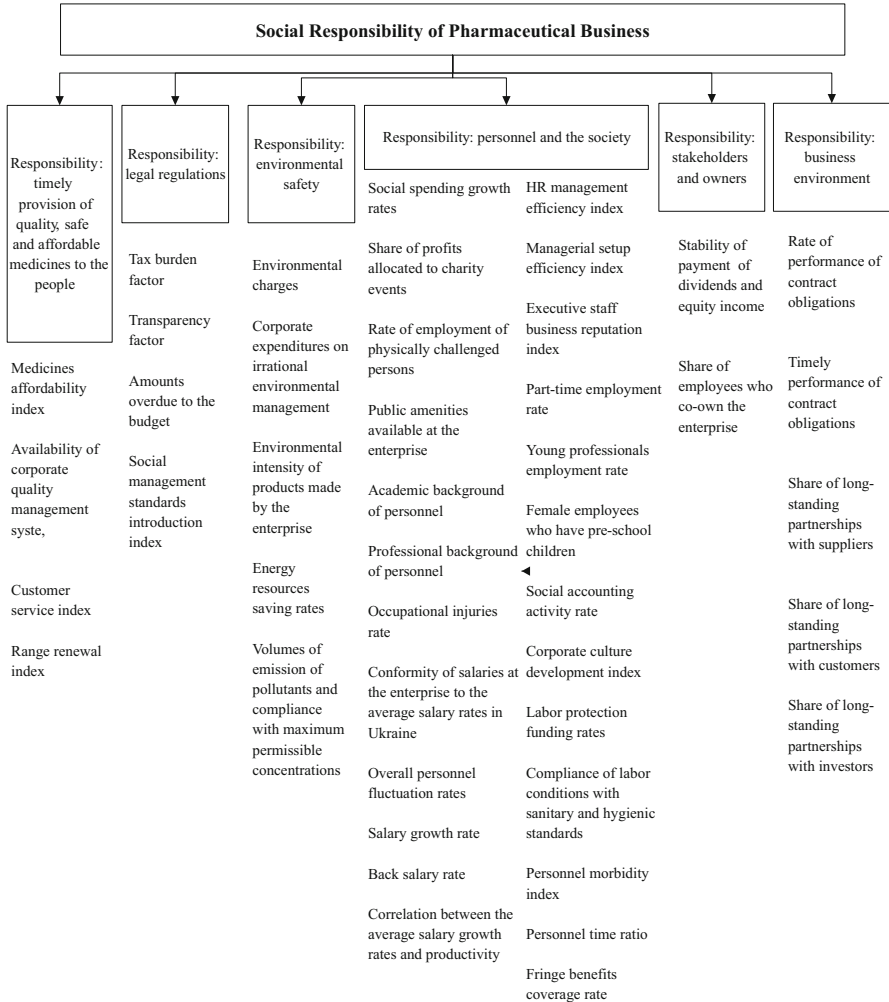 Social Responsibility of Pharmaceutical Business
Responsibility:
timely
provision of
quality, safe
and affordable
medicines to the
people
Medicines
affordability
index
Availability of
corporate
quality
management
syste,
Customer
service index
Range renewal
index
Responsibility:
legal regulations
Tax burden
factor
Transparency
factor
Amounts
overdue to the
budget
Social
management
standards
introduction
index
Responsibility:
environmental
safety
Environmental
charges
Corporate
expenditures on
irrational
environmental
management
Environmental
intensity of
products made
by the
enterprise
Energy
resources
saving rates
Volumes of
emission of
pollutants and
compliance
with maximum
permissible
concentrations
Responsibility: personnel and the society
Social spending growth
rates
Share of profits
allocated to charity
events
Rate of employment of
physically challenged
persons
Public amenities
available at the
enterprise
Academic background
of personnel
Professional background
of personnel
Occupational injuries
rate
Conformity of salaries at
the enterprise to the
average salary rates in
Ukraine
Overall personnel
fluctuation rates
Salary growth rate
Back salary rate
Correlation between the
average salary growth
rates and productivity
HR management
efficiency index
Managerial setup
efficiency index
Executive staff
business reputation
index
Part-time employment
rate
Young professionals
employment rate
Female employees
who have pre-school
children
Social accounting
activity rate
Corporate culture
development index
Labor protection
funding rates
Compliance of labor
conditions with
sanitary and hygienic
standards
Personnel morbidity
index
Personnel time ratio
Fringe benefits
coverage rate
Responsibility:
stakeholders
and owners
Stability of
payment of
dividends and
equity income
Share of
employees who
co-own the
enterprise
Responsibility:
business
environment
Rate of
performance of
contract
obligations
Timely
performance of
contract
obligations
Share of long-
standing
partnerships
with suppliers
Share of long-
standing
partnerships
with customers
Share of long-
standing
partnerships
with investors